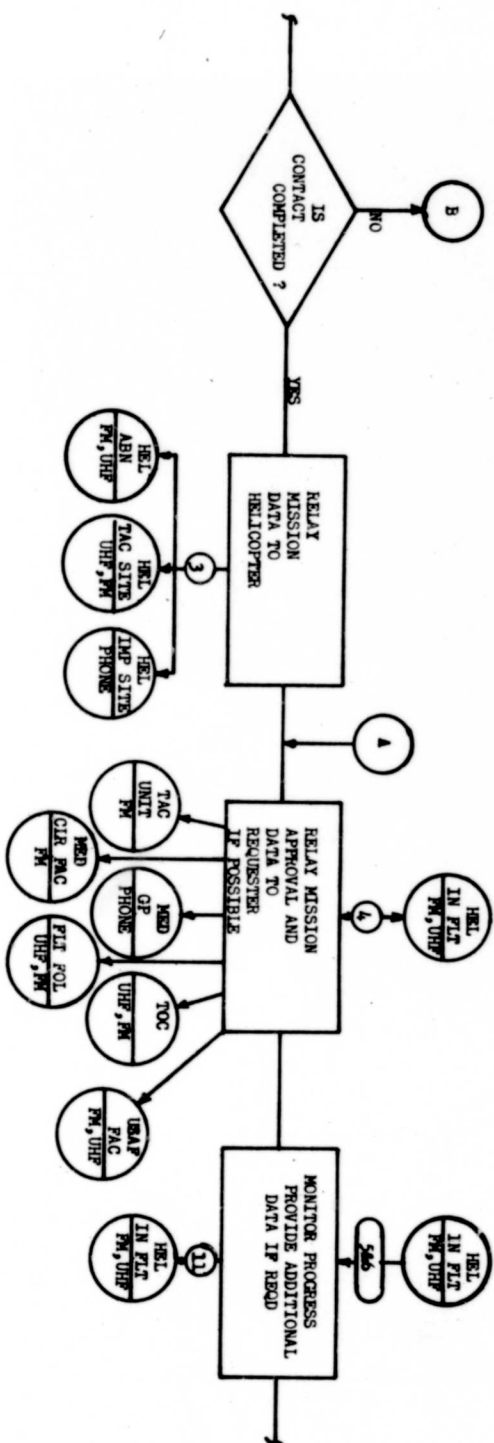 B
NO
IS
CONTACT
COMPLETED ?
YES
RELAY
MISSION
DATA TO
HELICOPTER
3
HEL
ABN
FM,UHF
HEL
TAC SITE
UHF,FM
HEL
IMP SITE
PHONE
A
HEL
IN FLT
FM,UHF
4
RELAY MISSION
APPROVAL AND
DATA TO
REQUESTER
IF POSSIBLE
TAC
UNIT
FM
MED
CLR FAC
FM
MED
GP
PHONE
FLT FOL
UHF,FM
TOC
UHF,FM
USAF
FAC
FM,UHF
HEL
IN FLT
FM,UHF
5&6
MONITOR PROGRESS
PROVIDE ADDITIONAL
DATA IF REQD
11
HEL
IN FLT
FM,UHF